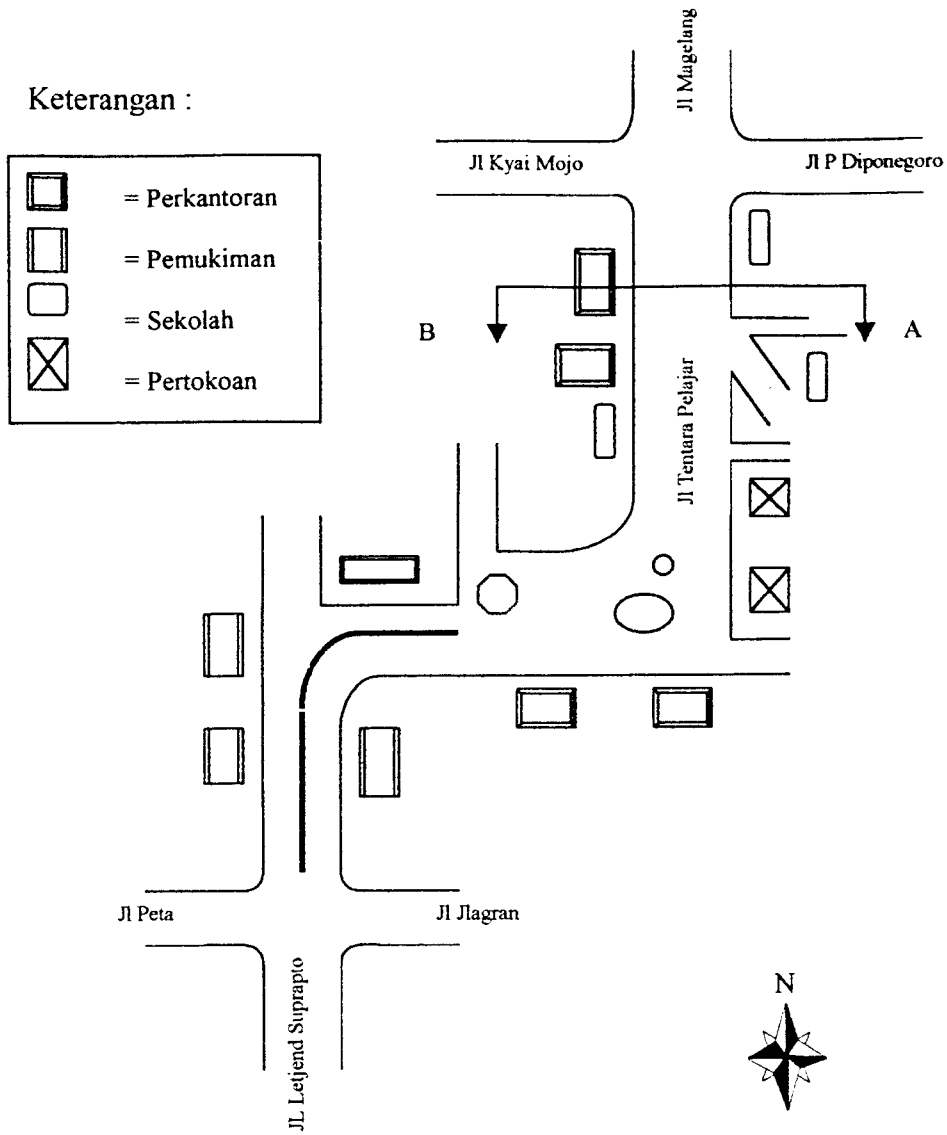 Keterangan :
= Perkantoran
= Pemukiman
= Sekolah
= Pertokoan
Jl Magelang
Jl Kyai Mojo
Jl P Diponegoro
B
A
Jl Tentara Pelajar
Jl Peta
Jl Jlagran
JL Letjend Suprapto
N